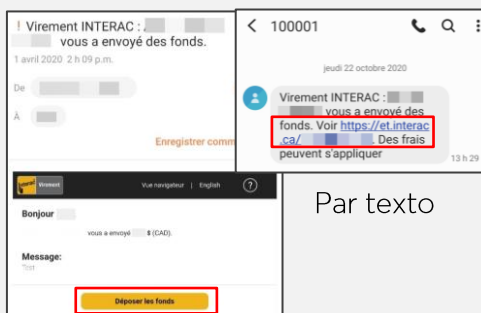 ! Virement INTERAC :
vous a envoyé des fonds.
1 avril 2020 2 h 09 p.m.
De
À
Enregistrer comm
Interac Virement Vue navigateur | English ?
Bonjour
vous a envoyé $ (CAD).
Message:
Test
Déposer les fonds
100001
jeudi 22 octobre 2020
Virement INTERAC :
vous a envoyé des
fonds. Voir https://et.interac
.ca/ . Des frais
peuvent s'appliquer
13 h 29
Par texto